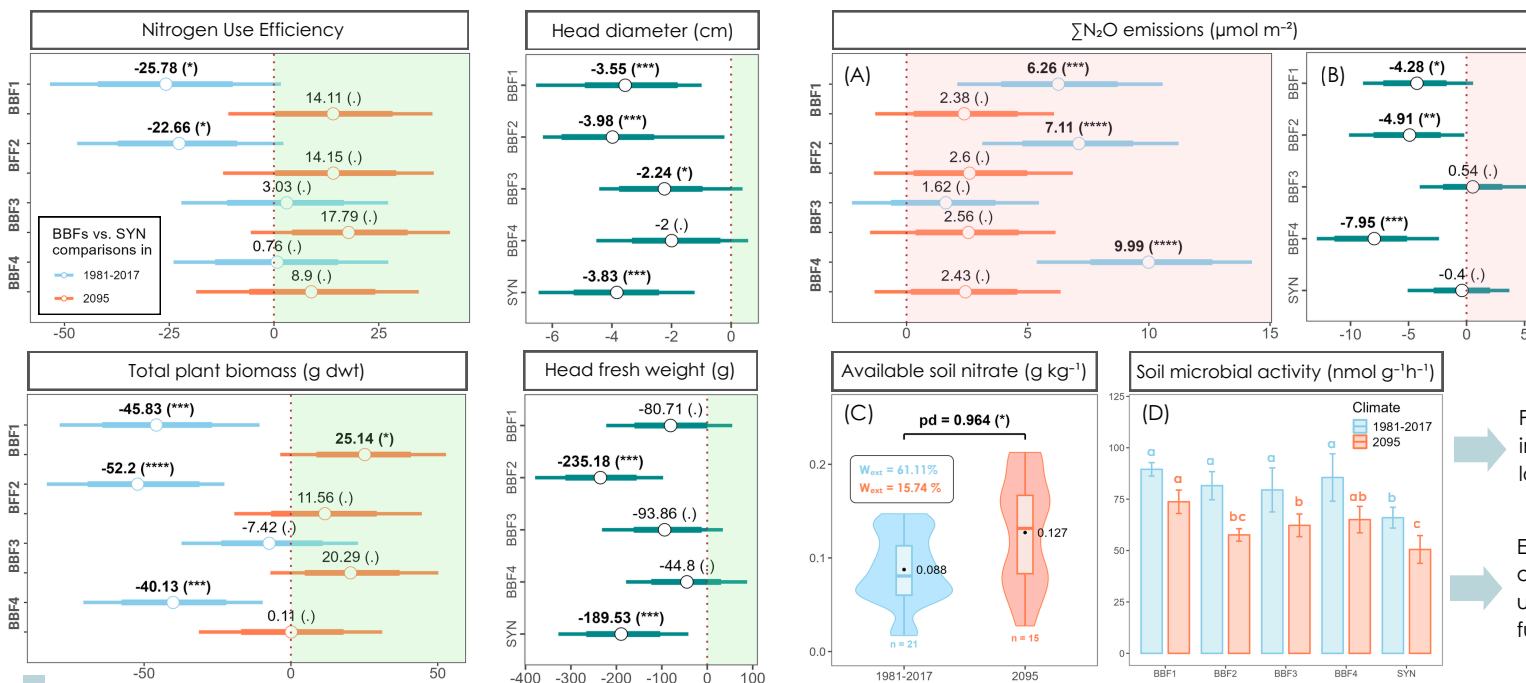 Nitrogen Use Efficiency
BBF1
BFF2
BBF3
BBF4
-25.78 (*)
14.11 (.)
-22.66 (*)
14.15 (.)
3.03 (.)
17.79 (.)
0.76 (.)
8.9 (.)
BBFs vs. SYN
comparisons in
1981-2017
2095
-50 -25 0 25
Head diameter (cm)
BBF1
BBF2
BBF3
BBF4
SYN
-3.55 (***)
-3.98 (***)
-2.24 (*)
-2 (.)
-3.83 (***)
-6 -4 -2 0
∑N₂O emissions (µmol m⁻²)
(A)
BBF1
BFF2
BBF3
BBF4
6.26 (***)
2.38 (.)
7.11 (****)
2.6 (.)
1.62 (.)
2.56 (.)
9.99 (****)
2.43 (.)
0 5 10 15
(B)
BBF1
BBF2
BBF3
BBF4
SYN
-4.28 (*)
-4.91 (**)
0.54 (.)
-7.95 (***)
-0.4 (.)
-10 -5 0 5
Total plant biomass (g dwt)
BBF1
BFF2
BBF3
BBF4
-45.83 (***)
25.14 (*)
-52.2 (****)
11.56 (.)
-7.42 (.)
20.29 (.)
-40.13 (***)
0.11 (.)
-50 0 50
Head fresh weight (g)
BBF1
BBF2
BBF3
BBF4
SYN
-80.71 (.)
-235.18 (***)
-93.86 (.)
-44.8 (.)
-189.53 (***)
-400 -300 -200 -100 0 100
Available soil nitrate (g kg⁻¹)
(C)
pd = 0.964 (*)
Wₑₓₜ = 61.11%
Wₑₓₜ = 15.74 %
0.2
0.1
0.0
0.088
0.127
n = 21
n = 15
1981-2017 2095
Soil microbial activity (nmol g⁻¹h⁻¹)
(D)
Climate
1981-2017
2095
125
100
75
50
25
0
a a a bc a b a ab b c
BBF1 BBF2 BBF3 BBF4 SYN